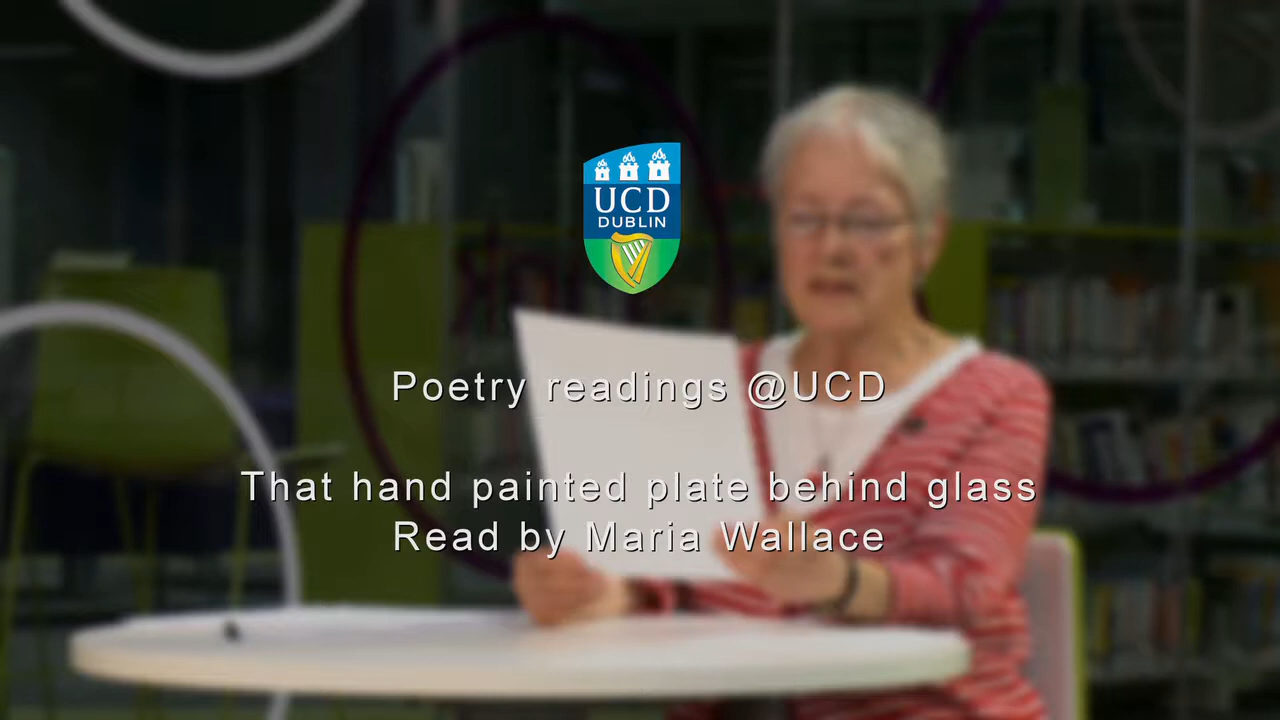 UCD
DUBLIN
Poetry readings @UCD
That hand painted plate behind glass
Read by Maria Wallace